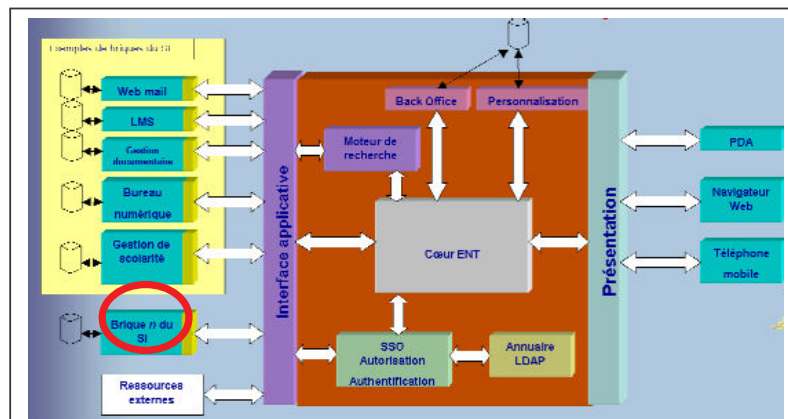 Exemples de briques du SI
Web mail
LMS
Gestion
documentaire
Bureau
numérique
Gestion de
scolarité
Brique n du
SI
Ressources
externes
Interface applicative
Back Office
Personnalisation
Moteur de
recherche
Cœur ENT
SSO
Autorisation
Authentification
Annuaire
LDAP
Présentation
PDA
Navigateur
Web
Téléphone
mobile